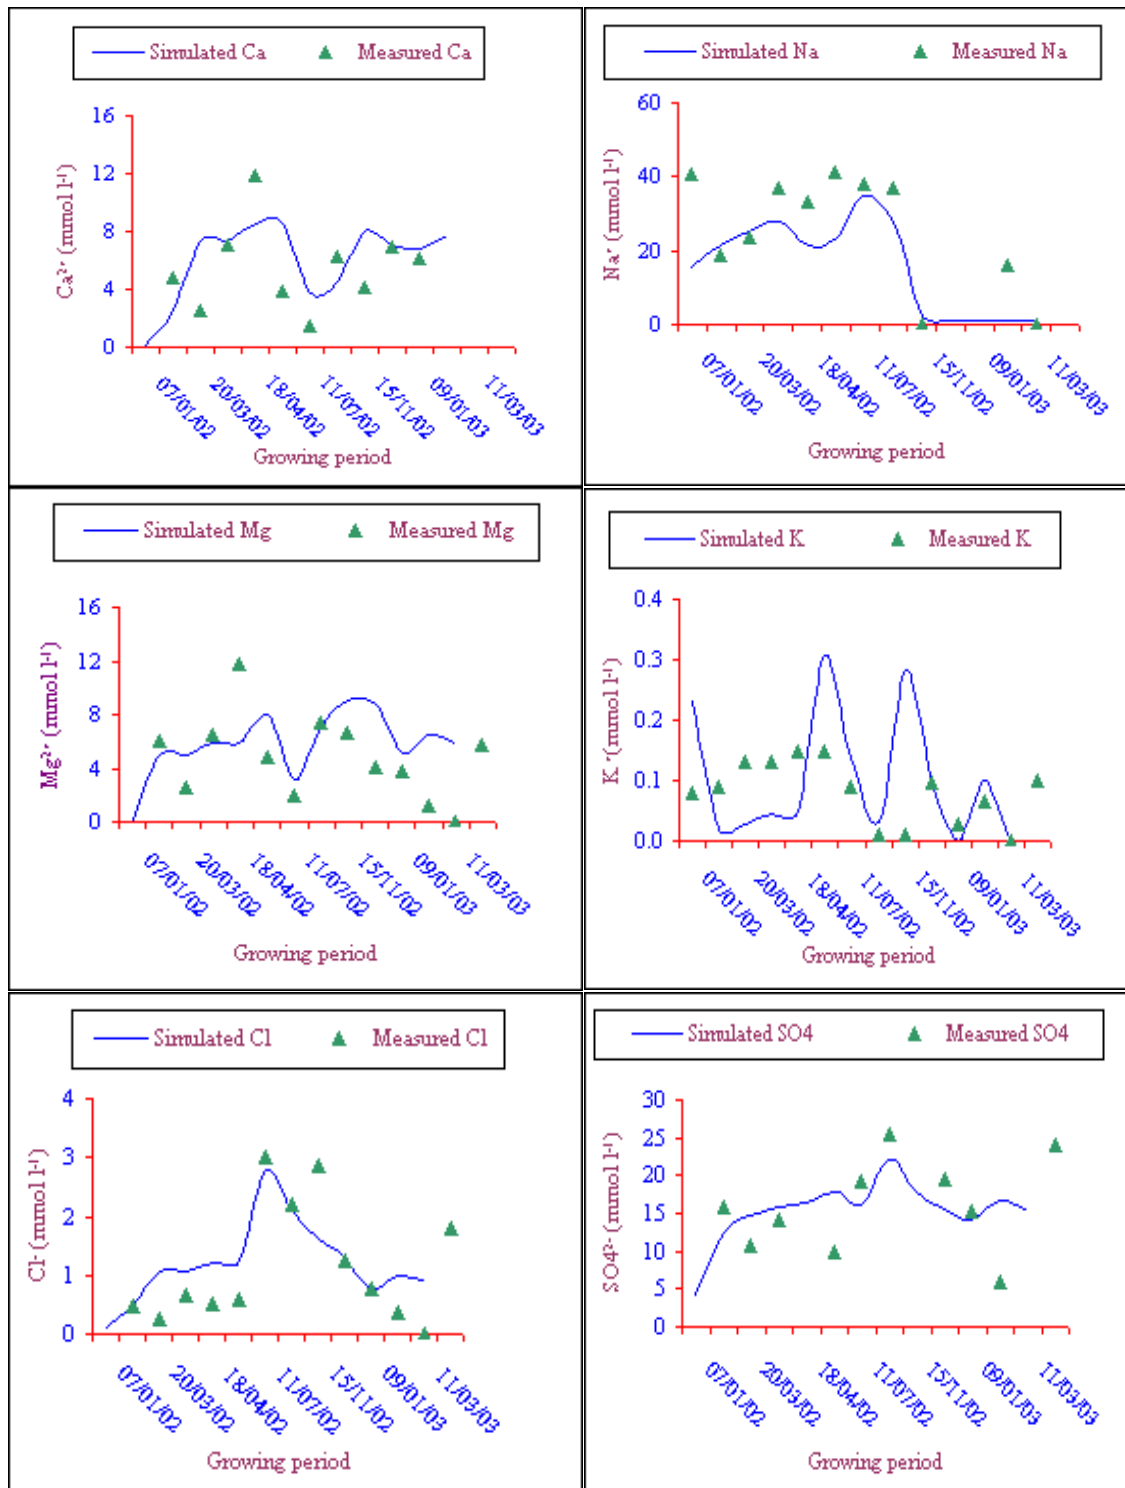 Simulated Ca Measured Ca
Ca²⁺ (mmol l⁻¹)
16
12
8
4
0
07/01/02 20/03/02 18/04/02 11/07/02 15/11/02 09/01/03 11/03/03
Growing period
Simulated Na Measured Na
Na⁺ (mmol l⁻¹)
60
40
20
0
07/01/02 20/03/02 18/04/02 11/07/02 15/11/02 09/01/03 11/03/03
Growing period
Simulated Mg Measured Mg
Mg²⁺ (mmol l⁻¹)
16
12
8
4
0
07/01/02 20/03/02 18/04/02 11/07/02 15/11/02 09/01/03 11/03/03
Growing period
Simulated K Measured K
K⁺ (mmol l⁻¹)
0.4
0.3
0.2
0.1
0.0
07/01/02 20/03/02 18/04/02 11/07/02 15/11/02 09/01/03 11/03/03
Growing period
Simulated Cl Measured Cl
Cl⁻ (mmol l⁻¹)
4
3
2
1
0
07/01/02 20/03/02 18/04/02 11/07/02 15/11/02 09/01/03 11/03/03
Growing period
Simulated SO4 Measured SO4
SO4²⁻ (mmol l⁻¹)
30
25
20
15
10
5
0
07/01/02 20/03/02 18/04/02 11/07/02 15/11/02 09/01/03 11/03/03
Growing period